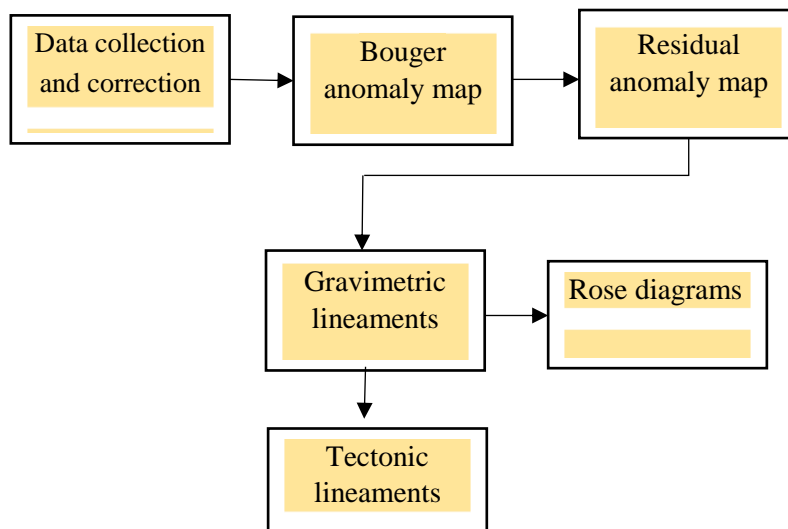 Data collection
and correction
Bouger
anomaly map
Residual
anomaly map
Gravimetric
lineaments
Rose diagrams
Tectonic
lineaments